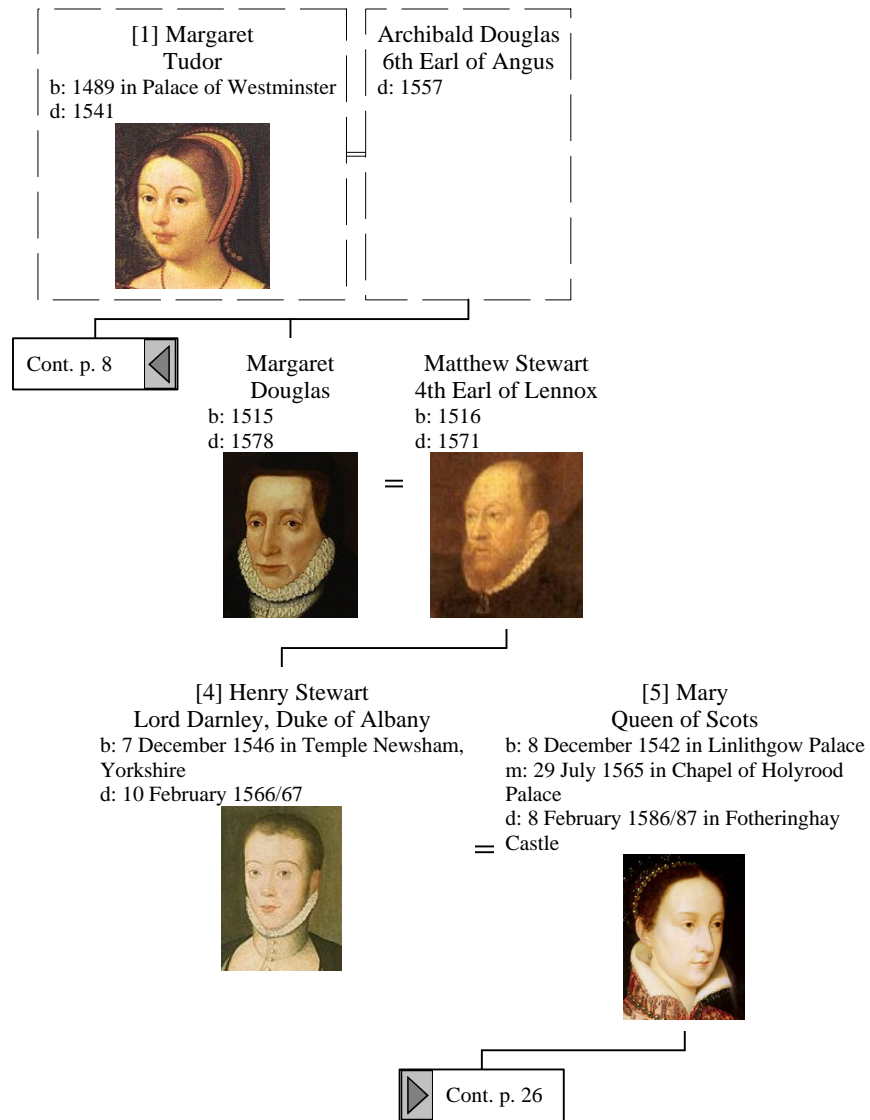 [1] Margaret
Tudor
b: 1489 in Palace of Westminster
d: 1541
Archibald Douglas
6th Earl of Angus
d: 1557
=
Cont. p. 8
Margaret
Douglas
b: 1515
d: 1578
=
Matthew Stewart
4th Earl of Lennox
b: 1516
d: 1571
[4] Henry Stewart
Lord Darnley, Duke of Albany
b: 7 December 1546 in Temple Newsham,
Yorkshire
d: 10 February 1566/67
=
[5] Mary
Queen of Scots
b: 8 December 1542 in Linlithgow Palace
m: 29 July 1565 in Chapel of Holyrood
Palace
d: 8 February 1586/87 in Fotheringhay
Castle
Cont. p. 26